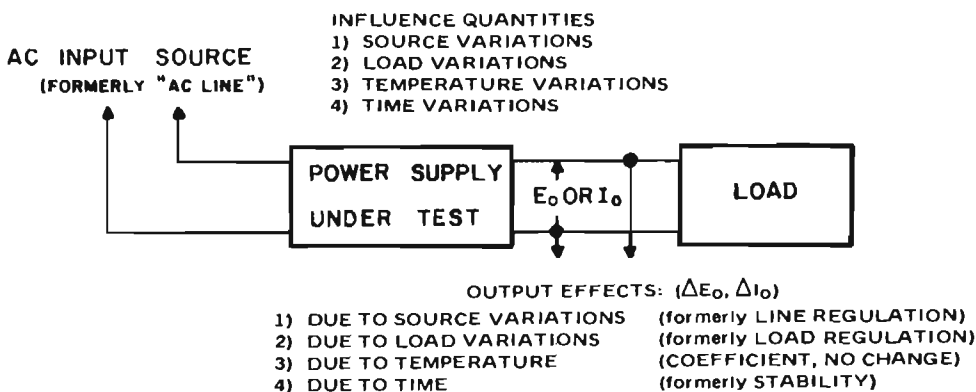 INFLUENCE QUANTITIES
1) SOURCE VARIATIONS
2) LOAD VARIATIONS
3) TEMPERATURE VARIATIONS
4) TIME VARIATIONS
AC INPUT SOURCE
(FORMERLY "AC LINE")
POWER SUPPLY
UNDER TEST
E₀ OR I₀
LOAD
OUTPUT EFFECTS: (ΔE₀, ΔI₀)
1) DUE TO SOURCE VARIATIONS (formerly LINE REGULATION)
2) DUE TO LOAD VARIATIONS (formerly LOAD REGULATION)
3) DUE TO TEMPERATURE (COEFFICIENT, NO CHANGE)
4) DUE TO TIME (formerly STABILITY)